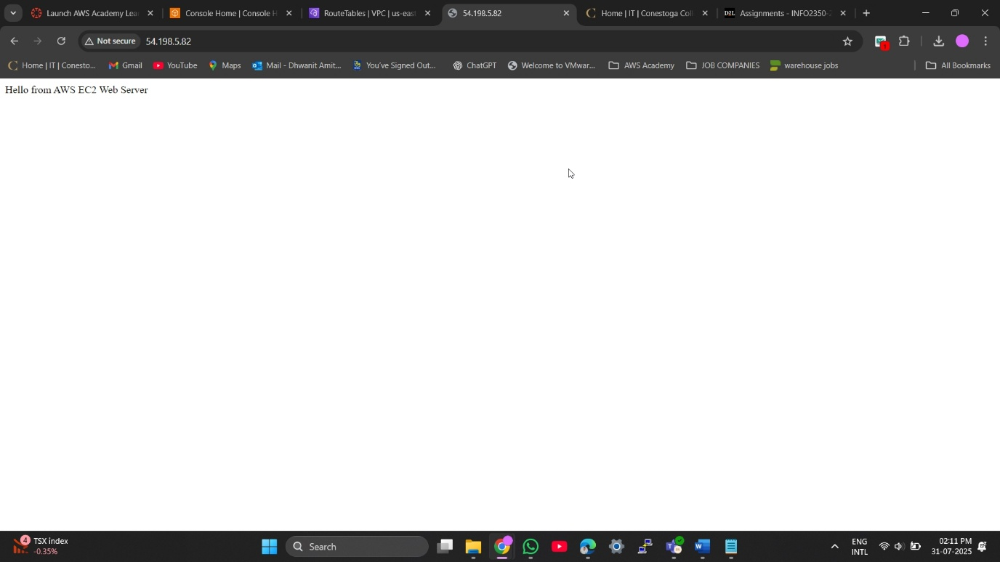 Launch AWS Academy Lea
Console Home | Console H
RouteTables | VPC | us-east
54.198.5.82
Home | IT | Conestoga Col
D2L Assignments - INFO2350-2
Not secure 54.198.5.82
1
Home | IT | Conesto...
Gmail
YouTube
Maps
Mail - Dhwanit Amit...
You've Signed Out...
ChatGPT
Welcome to VMwar...
AWS Academy
JOB COMPANIES
warehouse jobs
All Bookmarks
Hello from AWS EC2 Web Server
4
TSX index
-0.35%
Search
ENG
INTL
02:11 PM
31-07-2025